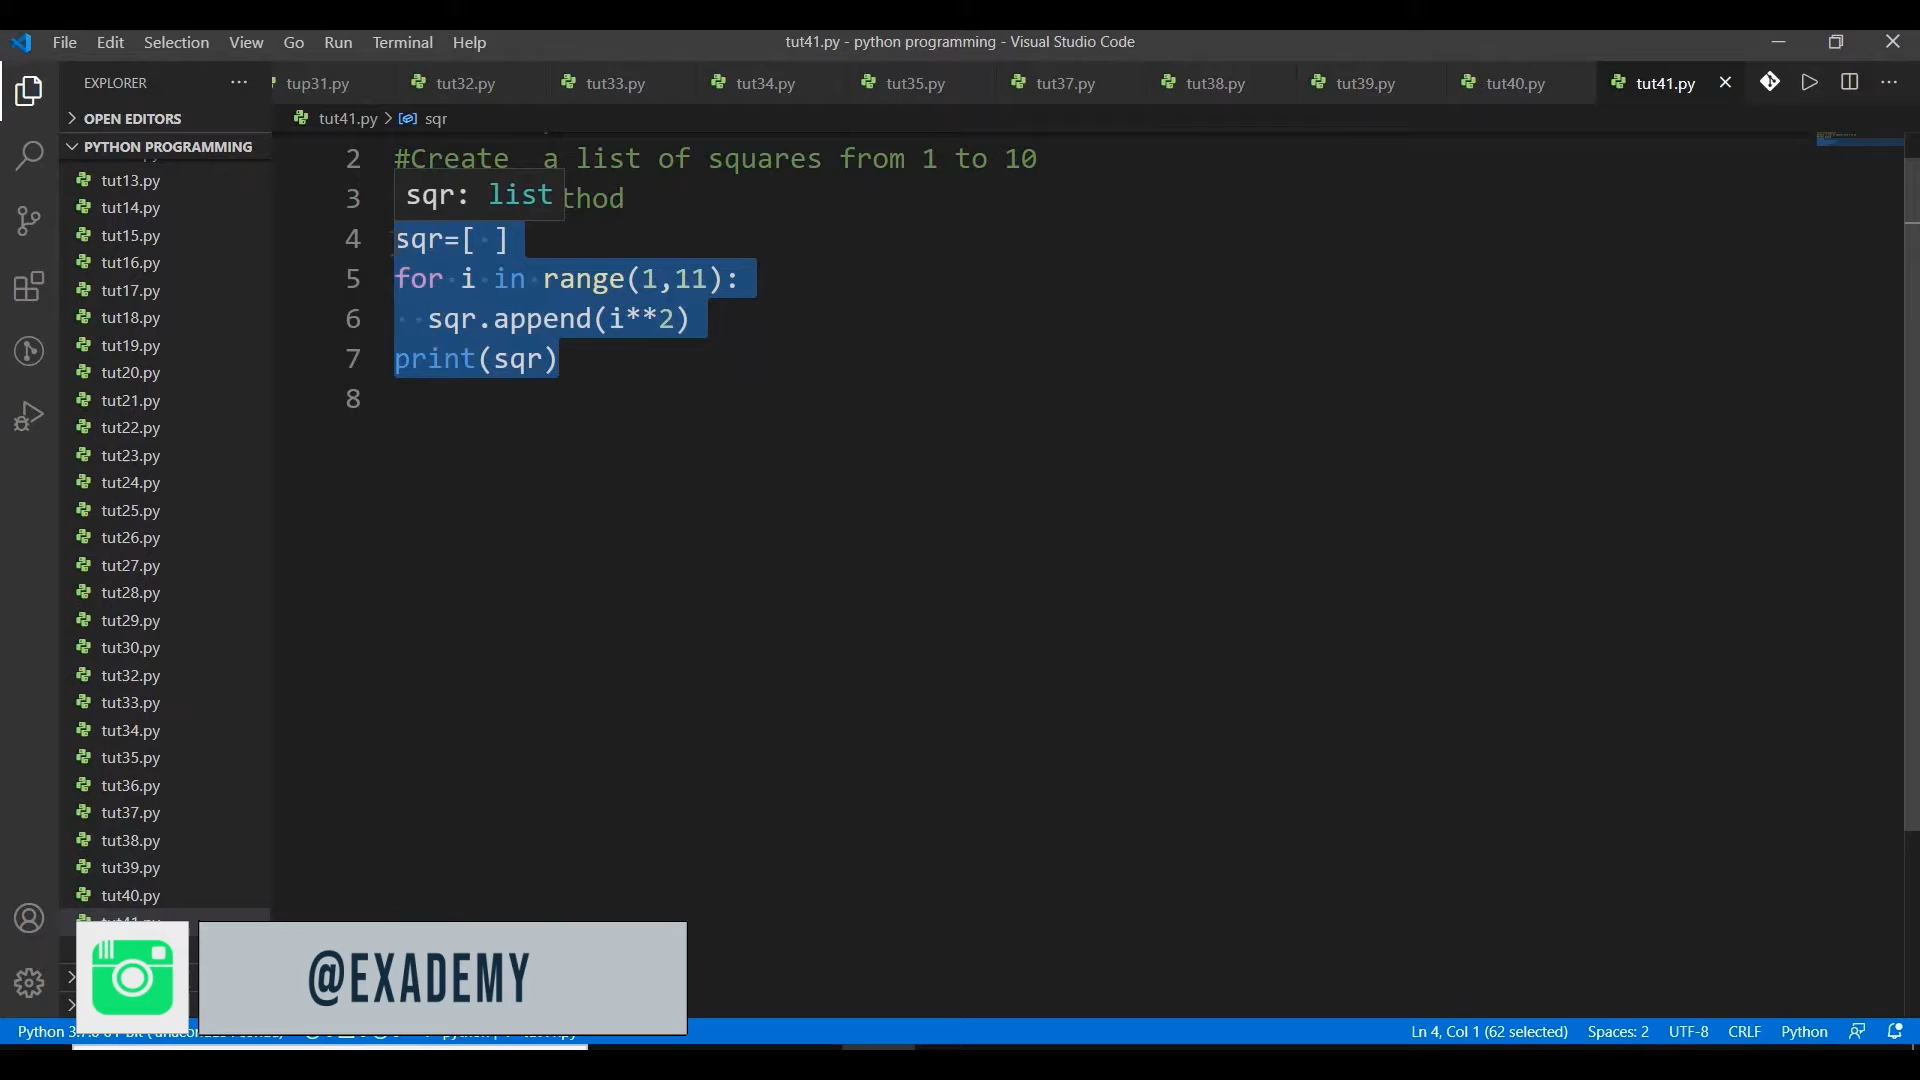 File Edit Selection View Go Run Terminal Help
tut41.py - python programming - Visual Studio Code
EXPLORER
tup31.py tut32.py tut33.py tut34.py tut35.py tut37.py tut38.py tut39.py tut40.py tut41.py
OPEN EDITORS
tut41.py > sqr
PYTHON PROGRAMMING
tut13.py
tut14.py
tut15.py
tut16.py
tut17.py
tut18.py
tut19.py
tut20.py
tut21.py
tut22.py
tut23.py
tut24.py
tut25.py
tut26.py
tut27.py
tut28.py
tut29.py
tut30.py
tut32.py
tut33.py
tut34.py
tut35.py
tut36.py
tut37.py
tut38.py
tut39.py
tut40.py
2 #Create a list of squares from 1 to 10
sqr: list
3 thod
4 sqr=[ ]
5 for i in range(1,11):
6 sqr.append(i**2)
7 print(sqr)
8
@EXADEMY
Python Ln 4, Col 1 (62 selected) Spaces: 2 UTF-8 CRLF Python